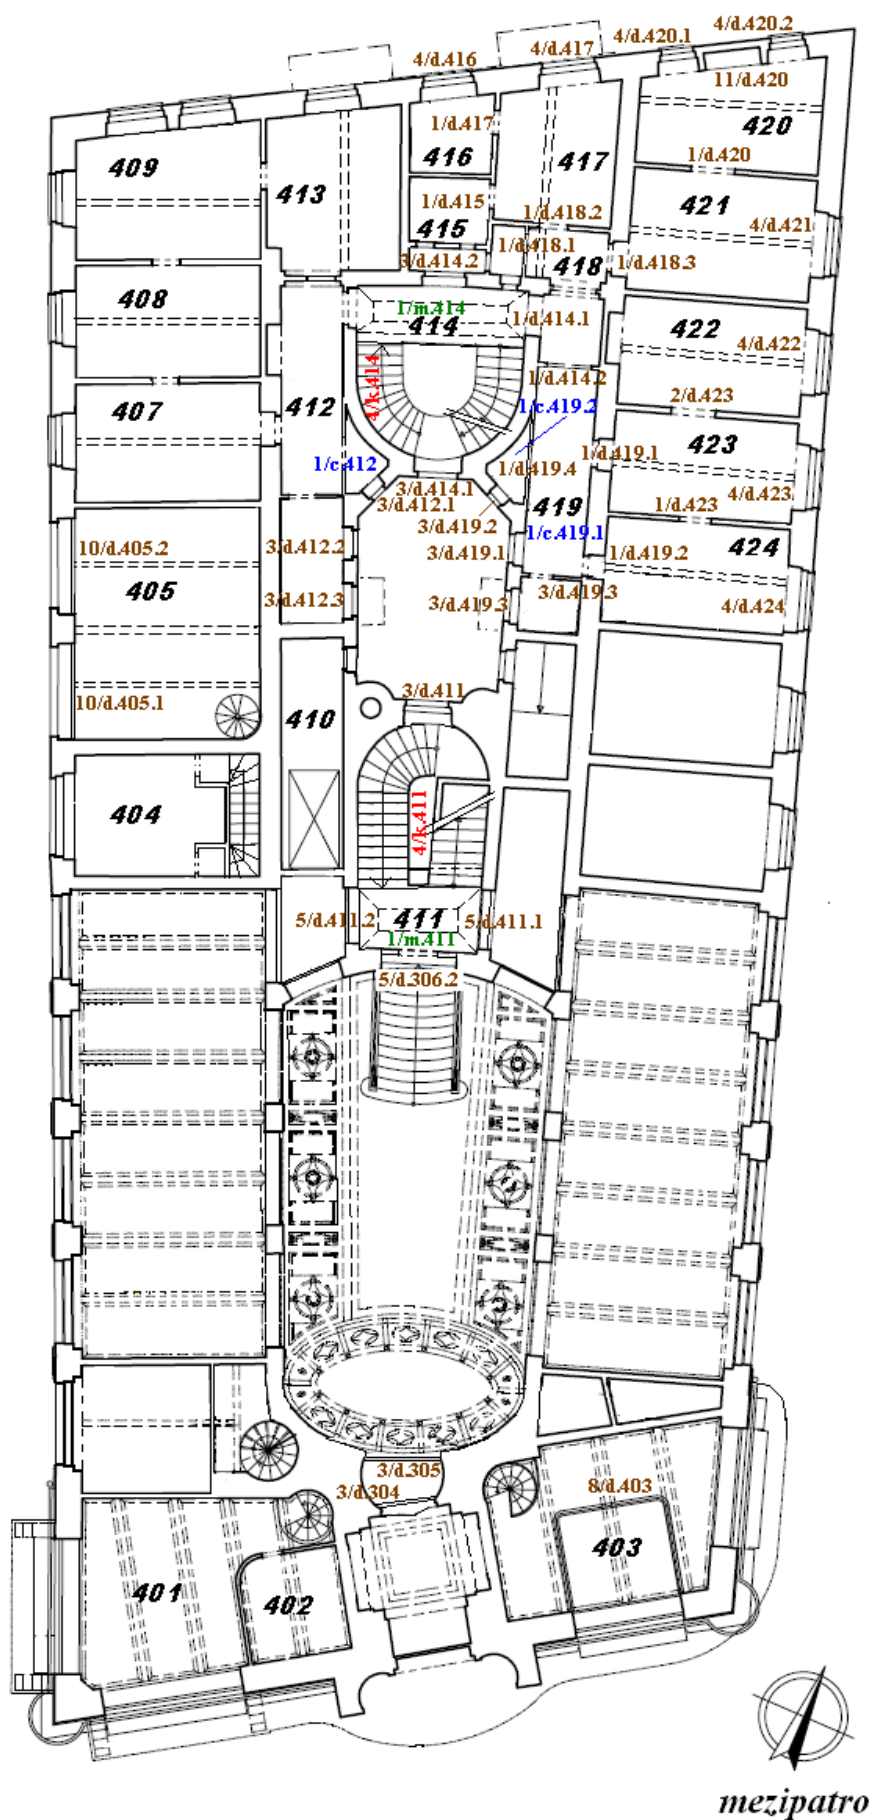 4/d.420.2
4/d.420.1
4/d.417
4/d.416
11/d.420
1/d.417
420
416
417
409
1/d.420
413
1/d.415
421
1/d.418.2
4/d.421
415
1/d.418.1
3/d.414.2
418
1/d.418.3
408
1/m.414
414
1/d.414.1
422
4/d.422
4/k.414
1/d.414.2
2/d.423
407
412
1/c.419.2
423
1/c.412
1/d.419.4
1/d.419.1
3/d.414.1
4/d.423
3/d.412.1
419
1/d.423
3/d.419.2
1/c.419.1
10/d.405.2
3/d.412.2
3/d.419.1
1/d.419.2
424
405
3/d.412.3
3/d.419.3
3/d.419.3
4/d.424
3/d.411
10/d.405.1
410
404
4/k.411
5/d.411.2
411
5/d.411.1
1/m.411
5/d.306.2
3/d.305
3/d.304
8/d.403
403
401
402
mezipatro